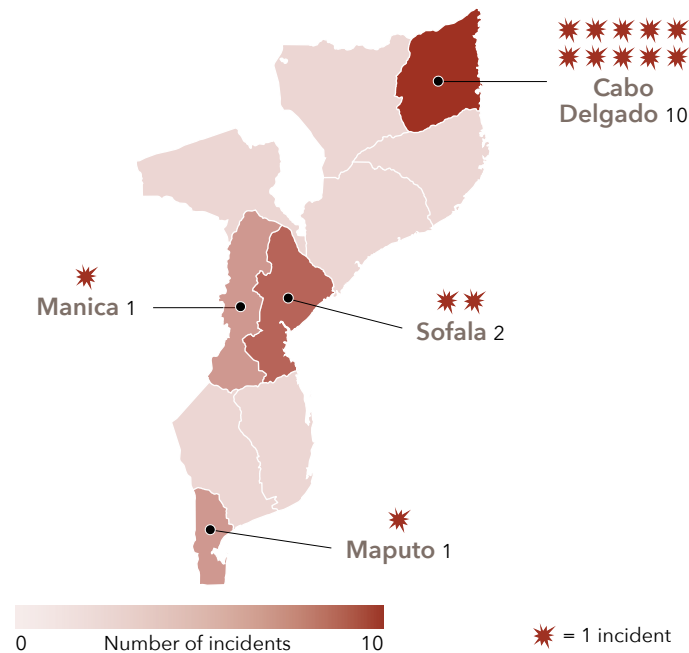 Cabo
Delgado 10
Manica 1
Sofala 2
Maputo 1
0 Number of incidents 10
= 1 incident